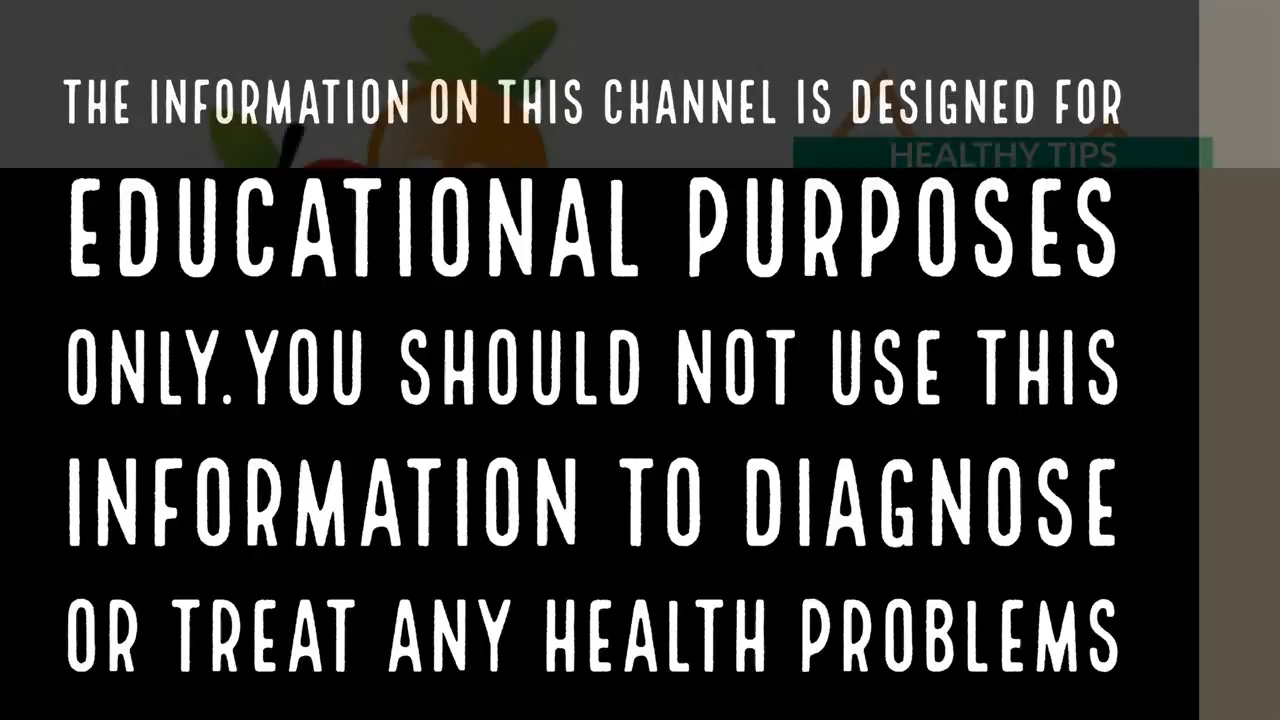 THE INFORMATION ON THIS CHANNEL IS DESIGNED FOR
HEALTHY TIPS
EDUCATIONAL PURPOSES
ONLY.YOU SHOULD NOT USE THIS
INFORMATION TO DIAGNOSE
OR TREAT ANY HEALTH PROBLEMS